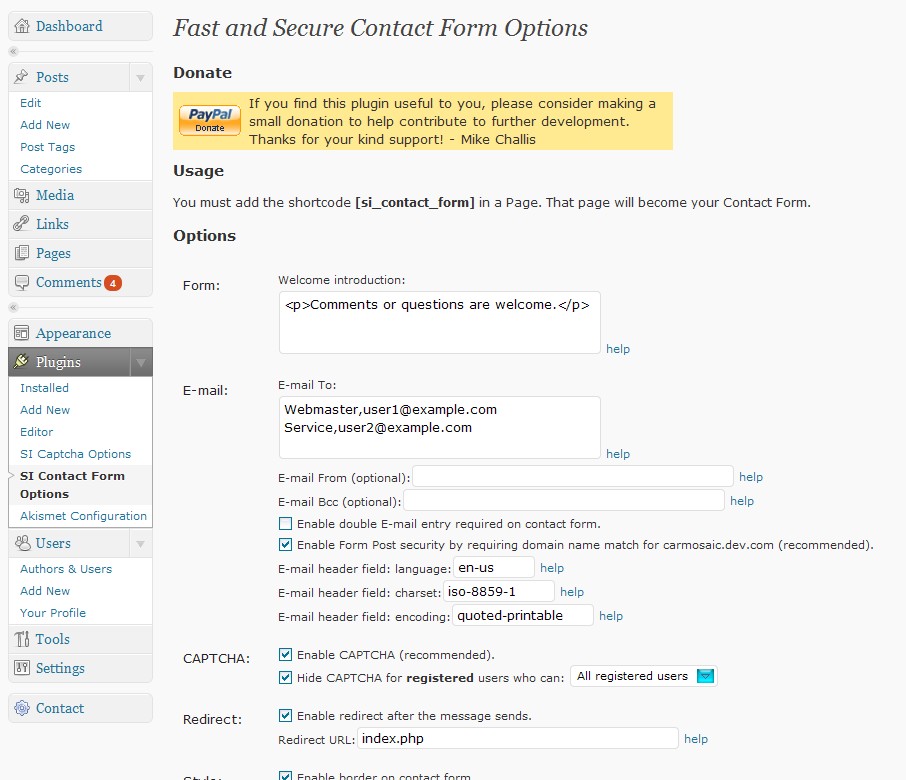 Dashboard
Posts
Edit
Add New
Post Tags
Categories
Media
Links
Pages
Comments 4
Appearance
Plugins
Installed
Add New
Editor
SI Captcha Options
SI Contact Form
Options
Akismet Configuration
Users
Authors & Users
Add New
Your Profile
Tools
Settings
Contact
Fast and Secure Contact Form Options
Donate
PayPal
Donate
If you find this plugin useful to you, please consider making a
small donation to help contribute to further development.
Thanks for your kind support! - Mike Challis
Usage
You must add the shortcode [si_contact_form] in a Page. That page will become your Contact Form.
Options
Form:
Welcome introduction:
<p>Comments or questions are welcome.</p>
help
E-mail:
E-mail To:
Webmaster,user1@example.com
Service,user2@example.com
help
E-mail From (optional): help
E-mail Bcc (optional): help
Enable double E-mail entry required on contact form.
Enable Form Post security by requiring domain name match for carmosaic.dev.com (recommended).
E-mail header field: language: en-us help
E-mail header field: charset: iso-8859-1 help
E-mail header field: encoding: quoted-printable help
CAPTCHA:
Enable CAPTCHA (recommended).
Hide CAPTCHA for registered users who can: All registered users
Redirect:
Enable redirect after the message sends.
Redirect URL: index.php help
Style:
Enable border on contact form